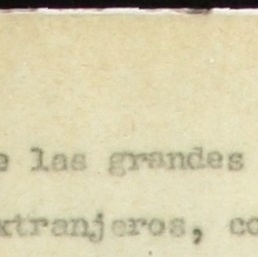 e las grandes
xtranjeros, co